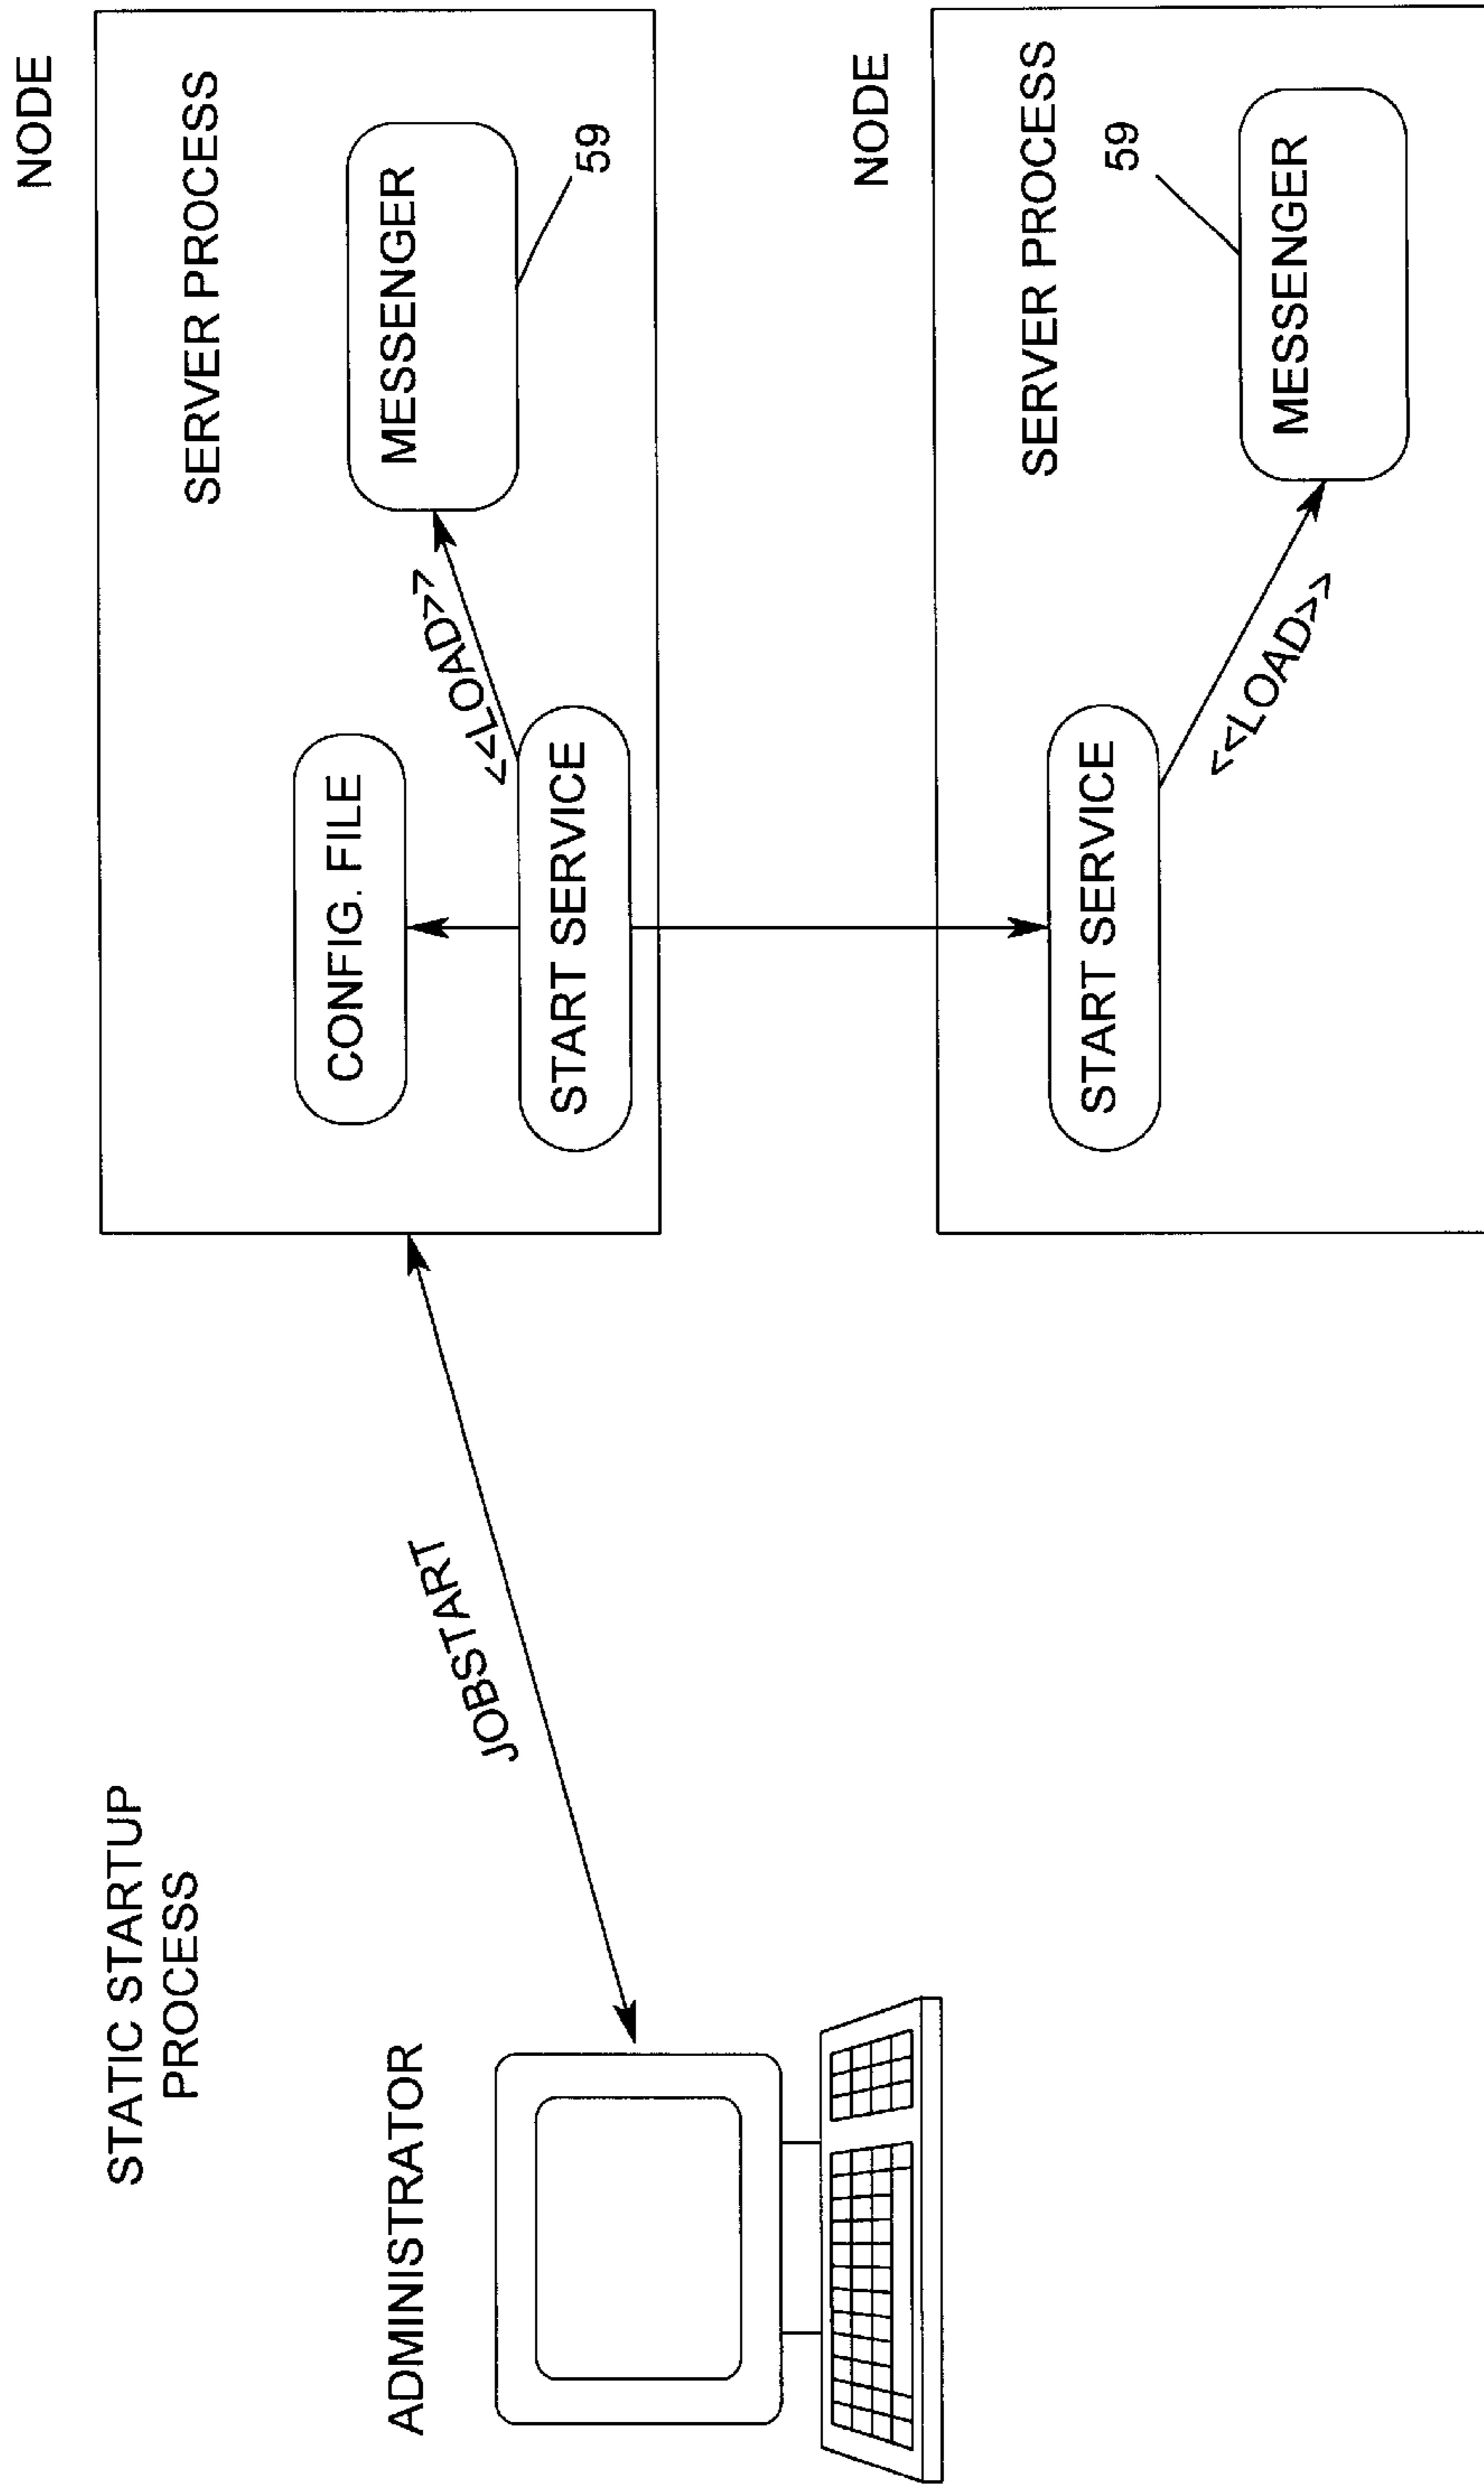 STATIC STARTUP
PROCESS
ADMINISTRATOR
JOBSTART
NODE
SERVER PROCESS
CONFIG. FILE
START SERVICE
<<LOAD>>
MESSENGER
59
NODE
SERVER PROCESS
START SERVICE
<<LOAD>>
MESSENGER
59